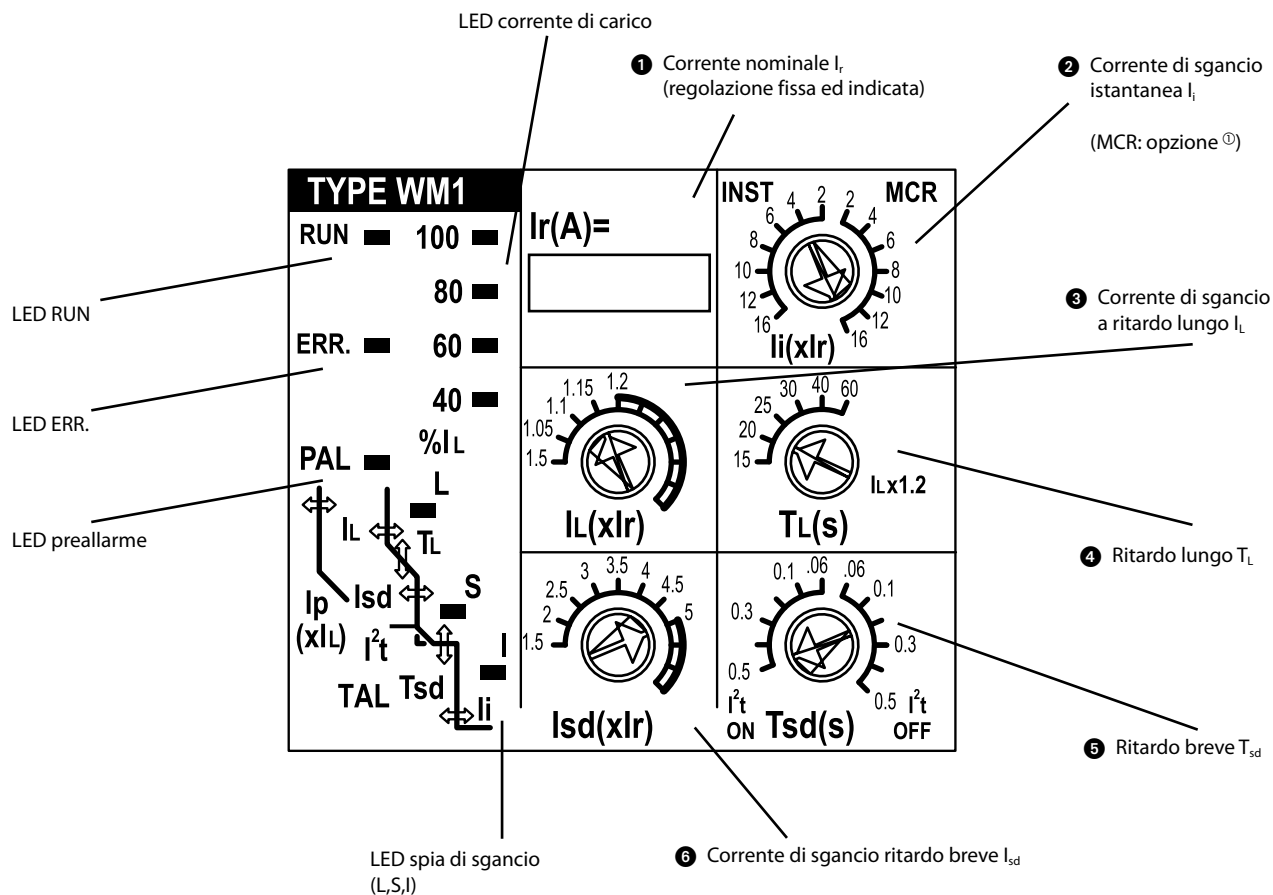 LED corrente di carico
❶ Corrente nominale Iᵣ
(regolazione fissa ed indicata)
❷ Corrente di sgancio
istantanea Iᵢ
(MCR: opzione ①)
TYPE WM1
RUN
100
80
ERR.
60
40
%IL
PAL
L
IL
TL
Ip
(xIL)
Isd
S
I²t
I
TAL
Tsd
Ii
Ir(A)=
INST
MCR
16
12
10
8
6
4
2
2
4
6
8
10
12
16
Ii(xIr)
1.5
1.05
1.1
1.15
1.2
IL(xIr)
15
20
25
30
40
60
ILx1.2
TL(s)
1.5
2
2.5
3
3.5
4
4.5
5
Isd(xIr)
0.5
0.3
0.1
.06
.06
0.1
0.3
0.5
I²t
ON
Tsd(s)
I²t
OFF
LED RUN
LED ERR.
LED preallarme
❸ Corrente di sgancio
a ritardo lungo IL
❹ Ritardo lungo TL
❺ Ritardo breve Tsd
LED spia di sgancio
(L,S,I)
❻ Corrente di sgancio ritardo breve Isd